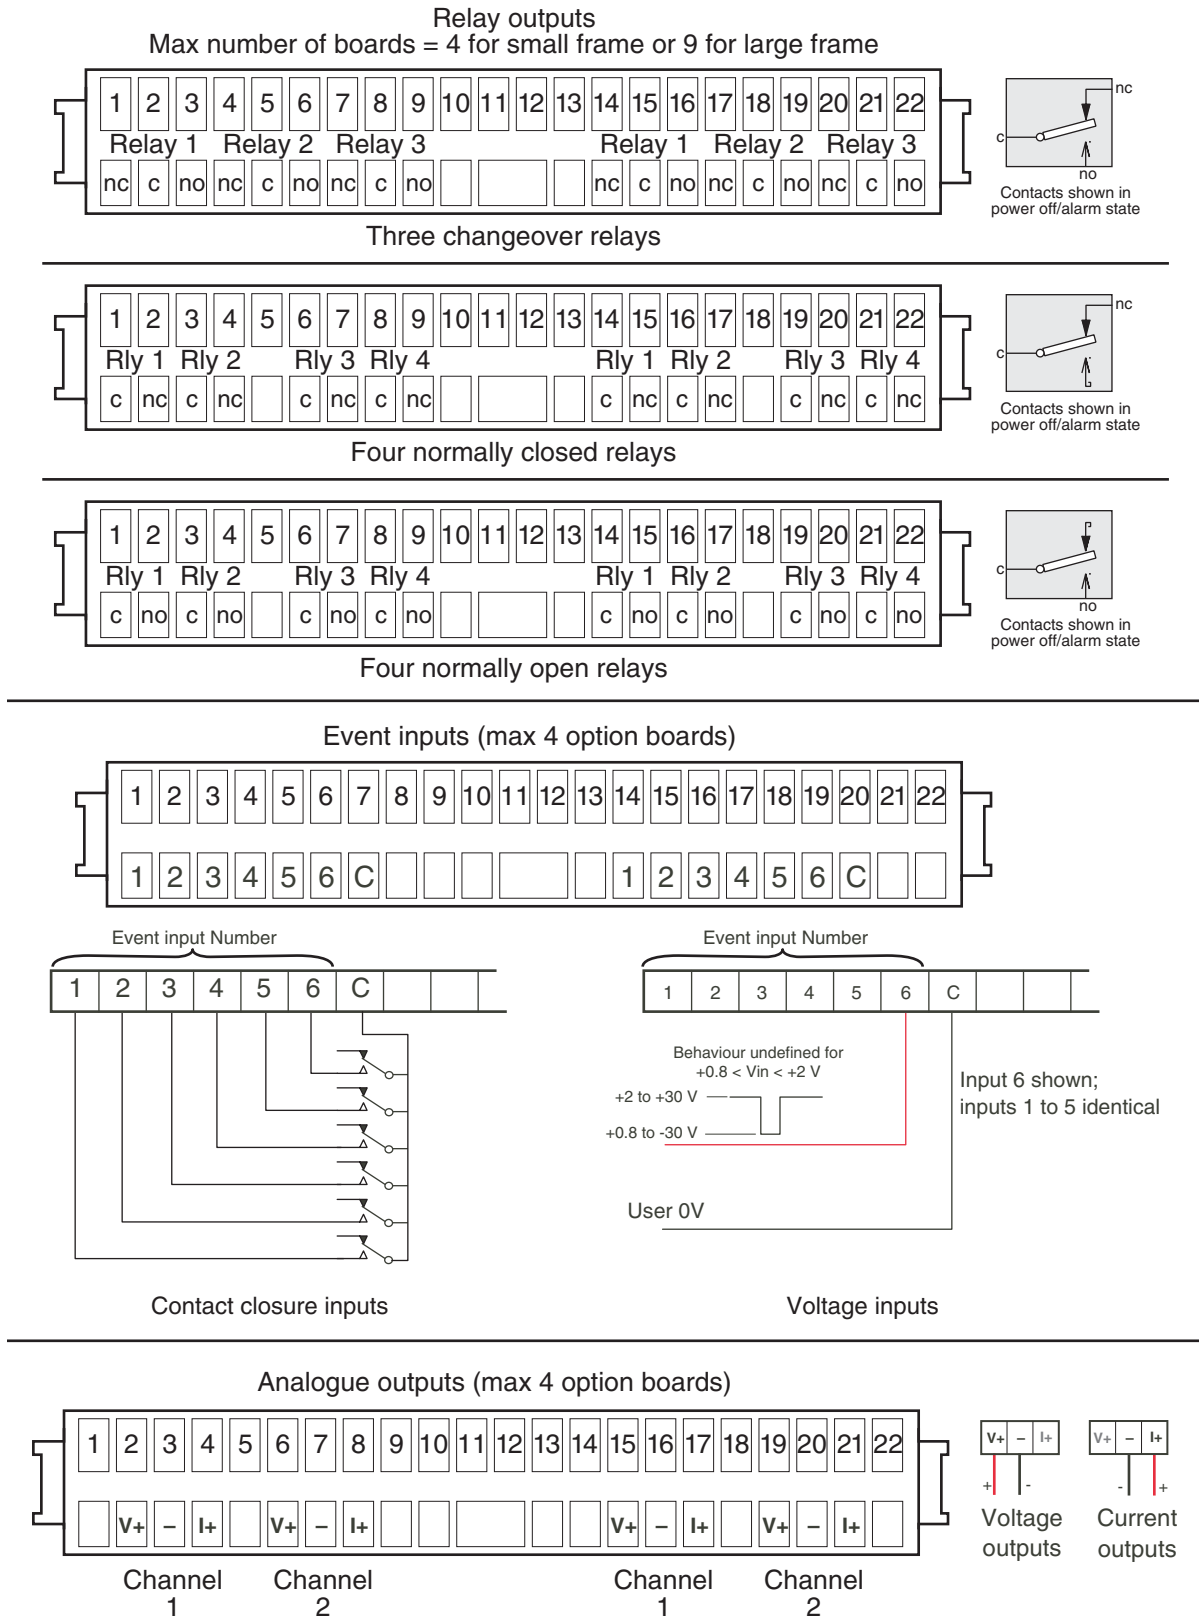 Relay outputs
Max number of boards = 4 for small frame or 9 for large frame
1 2 3 4 5 6 7 8 9 10 11 12 13 14 15 16 17 18 19 20 21 22
Relay 1 Relay 2 Relay 3 Relay 1 Relay 2 Relay 3
nc c no nc c no nc c no nc c no nc c no nc c no
nc
c
no
Contacts shown in
power off/alarm state
Three changeover relays
1 2 3 4 5 6 7 8 9 10 11 12 13 14 15 16 17 18 19 20 21 22
Rly 1 Rly 2 Rly 3 Rly 4 Rly 1 Rly 2 Rly 3 Rly 4
c nc c nc c nc c nc c nc c nc c nc c nc
nc
c
Contacts shown in
power off/alarm state
Four normally closed relays
1 2 3 4 5 6 7 8 9 10 11 12 13 14 15 16 17 18 19 20 21 22
Rly 1 Rly 2 Rly 3 Rly 4 Rly 1 Rly 2 Rly 3 Rly 4
c no c no c no c no c no c no c no c no
c
no
Contacts shown in
power off/alarm state
Four normally open relays
Event inputs (max 4 option boards)
1 2 3 4 5 6 7 8 9 10 11 12 13 14 15 16 17 18 19 20 21 22
1 2 3 4 5 6 C 1 2 3 4 5 6 C
Event input Number
1 2 3 4 5 6 C
Contact closure inputs
Event input Number
1 2 3 4 5 6 C
Behaviour undefined for
+0.8 < Vin < +2 V
+2 to +30 V
+0.8 to -30 V
Input 6 shown;
inputs 1 to 5 identical
User 0V
Voltage inputs
Analogue outputs (max 4 option boards)
1 2 3 4 5 6 7 8 9 10 11 12 13 14 15 16 17 18 19 20 21 22
V+ – I+ V+ – I+ V+ – I+ V+ – I+
Channel 1
Channel 2
Channel 1
Channel 2
V+ – I+
+ -
Voltage
outputs
V+ – I+
- +
Current
outputs